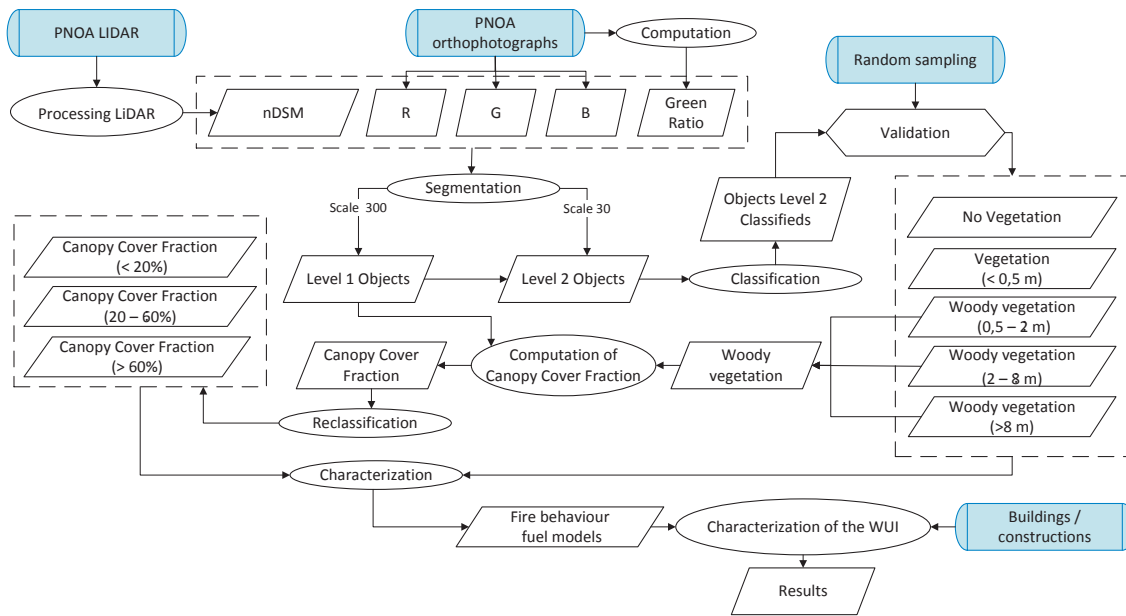 PNOA LIDAR
PNOA
orthophotographs
Computation
Random sampling
Processing LiDAR
nDSM
R
G
B
Green
Ratio
Validation
Segmentation
Scale 300
Scale 30
Objects Level 2
Classifieds
No Vegetation
Canopy Cover Fraction
(< 20%)
Level 1 Objects
Level 2 Objects
Classification
Vegetation
(< 0,5 m)
Canopy Cover Fraction
(20 – 60%)
Woody vegetation
(0,5 – 2 m)
Canopy Cover Fraction
(> 60%)
Canopy Cover
Fraction
Computation of
Canopy Cover Fraction
Woody
vegetation
Woody vegetation
(2 – 8 m)
Woody vegetation
(>8 m)
Reclassification
Characterization
Fire behaviour
fuel models
Characterization of the WUI
Buildings /
constructions
Results